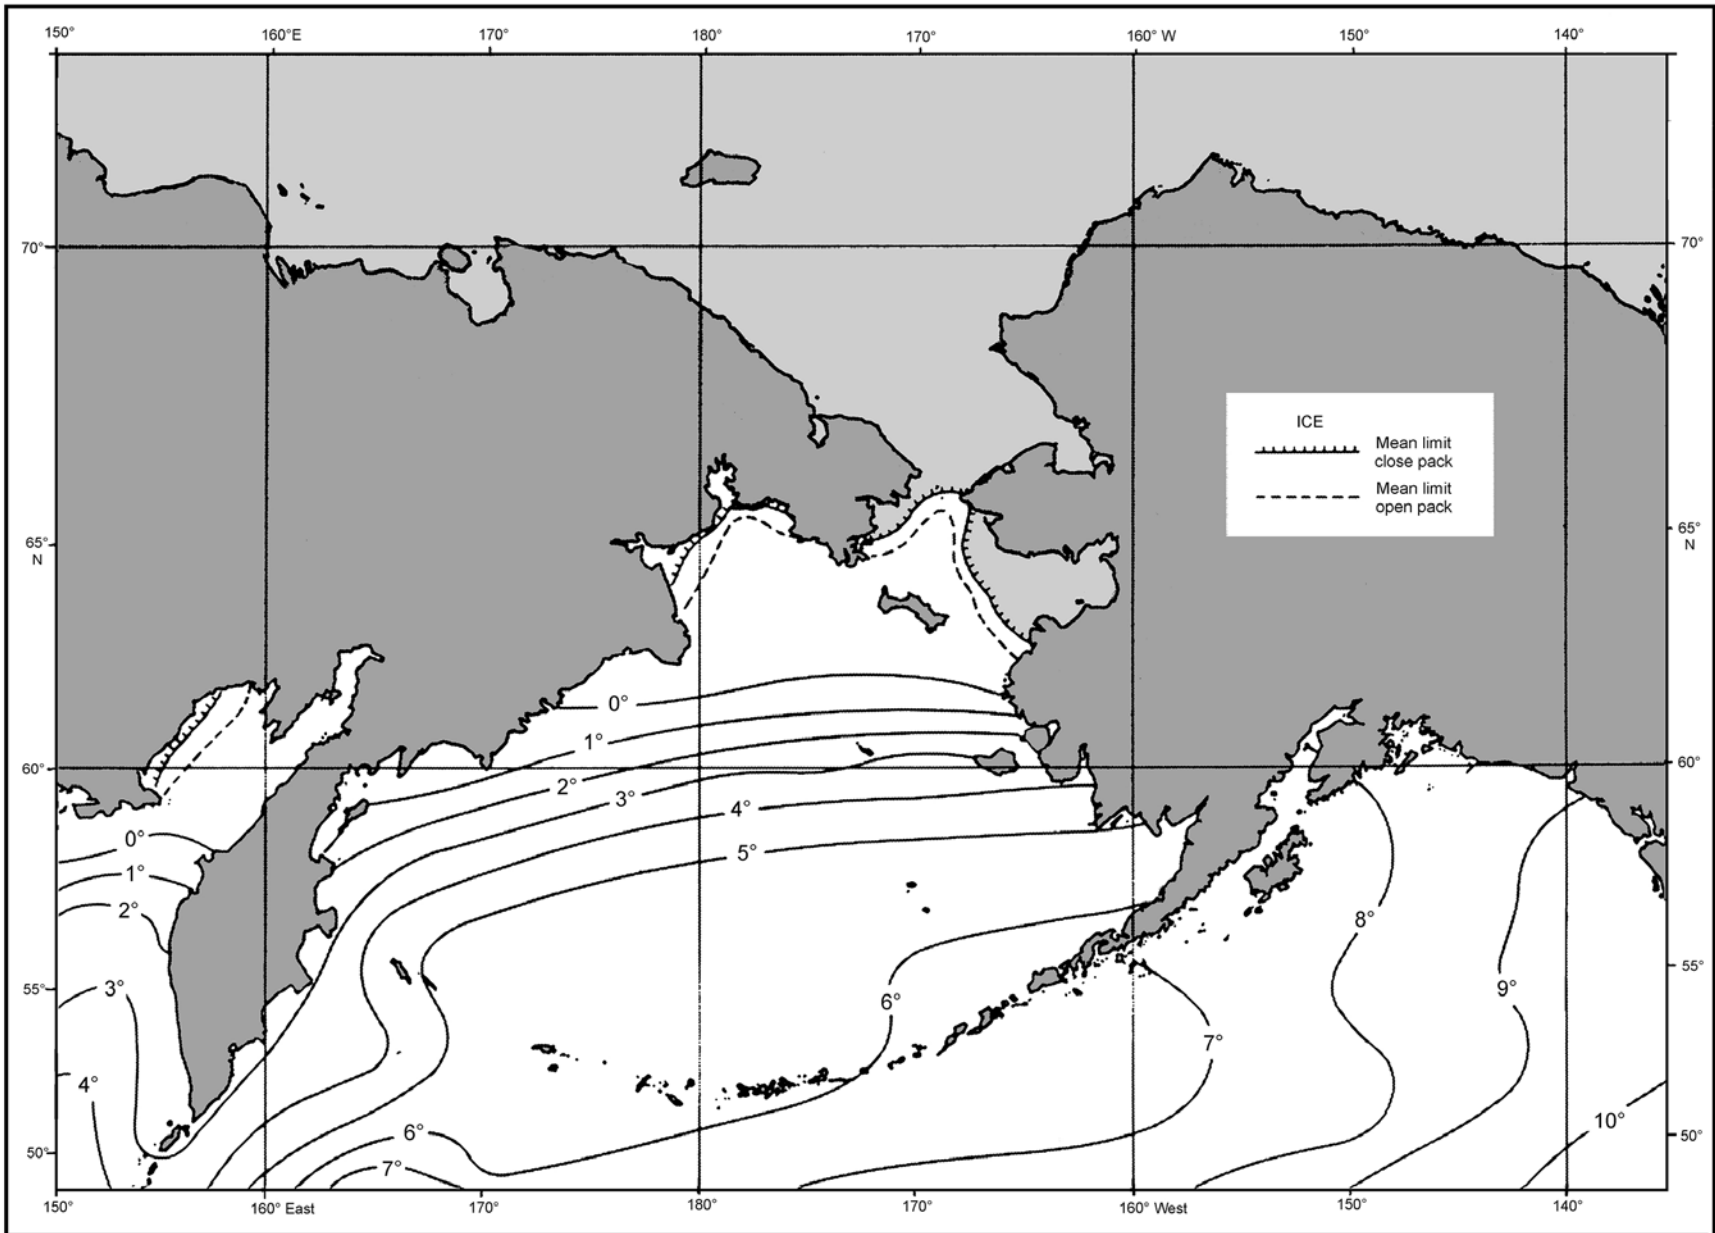 150° 160°E 170° 180° 170° 160° W 150° 140°
70° 70°
ICE
Mean limit
close pack
Mean limit
open pack
65° 65°
N N
0°
1°
60° 60°
2°
3°
4°
0°
5°
1°
2°
8°
3° 55° 55°
9°
6°
7°
4°
10°
6°
50° 50°
7°
150° 160° East 170° 180° 170° 160° West 150° 140°